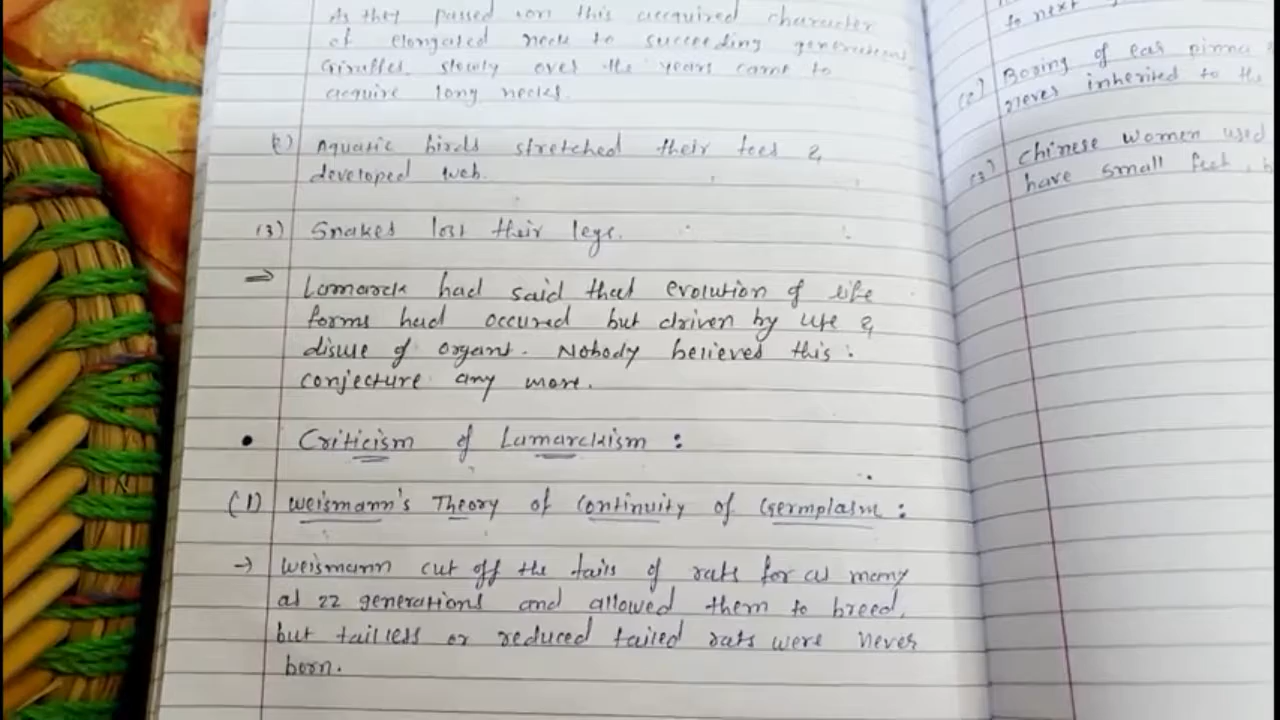 As they passed on this acquired character
of elongated neck to succeeding generations,
Giraffes, slowly over the years came to
acquire long necks.
(2) Aquatic birds stretched their toes &
developed web.
(3) Snakes lost their legs.
⇒ Lamarck had said that evolution of life
forms had occured but driven by use &
disuse of organs. Nobody believes this
conjecture any more.
• Criticism of Lamarckism :
(1) Weismann's Theory of Continuity of Germplasm :
→ Weismann cut off the tails of rats for as many
as 22 generations and allowed them to breed,
but tailless or reduced tailed rats were never
born.
to next
(2) Boring of ear pinna
never inherited to the
(3) Chinese women used
have small feet,